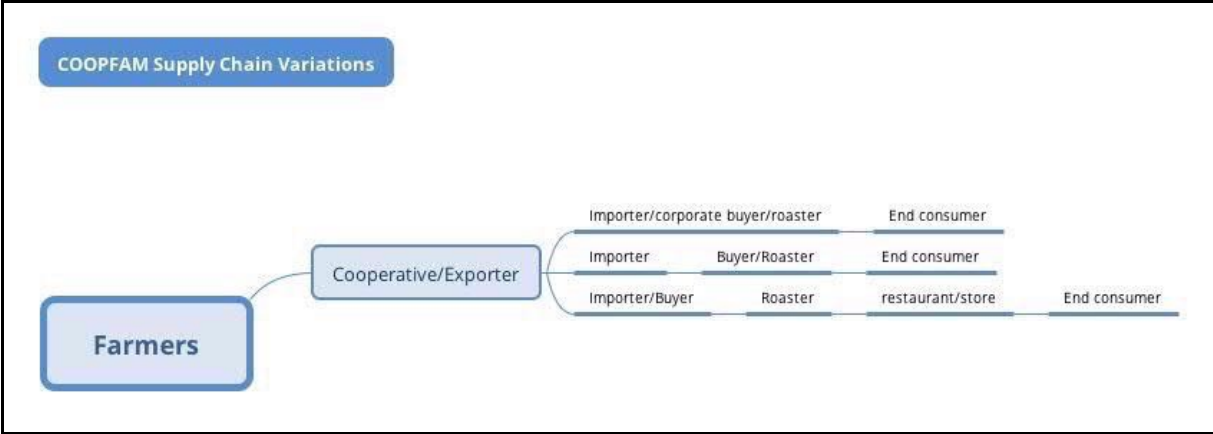 COOPFAM Supply Chain Variations
Importer/corporate buyer/roaster End consumer
Importer Buyer/Roaster End consumer
Cooperative/Exporter
Importer/Buyer Roaster restaurant/store End consumer
Farmers